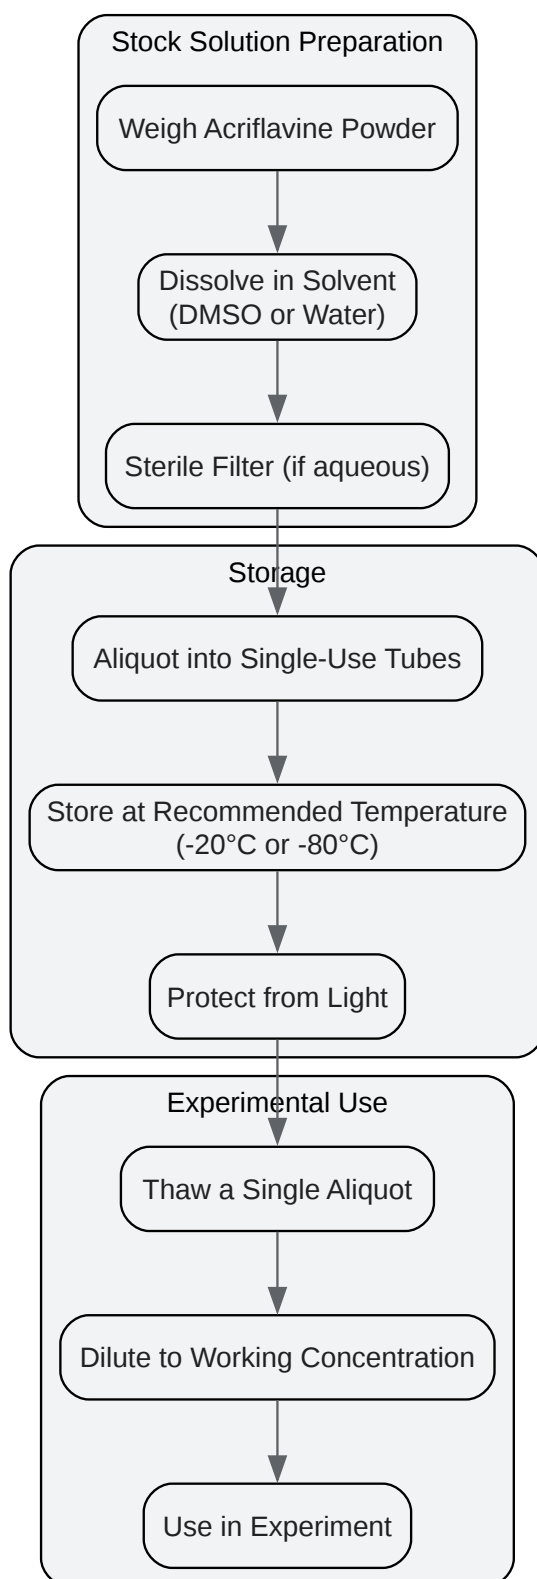 Stock Solution Preparation
Weigh Acriflavine Powder
Dissolve in Solvent
(DMSO or Water)
Sterile Filter (if aqueous)
Storage
Aliquot into Single-Use Tubes
Store at Recommended Temperature
(-20°C or -80°C)
Protect from Light
Experimental Use
Thaw a Single Aliquot
Dilute to Working Concentration
Use in Experiment